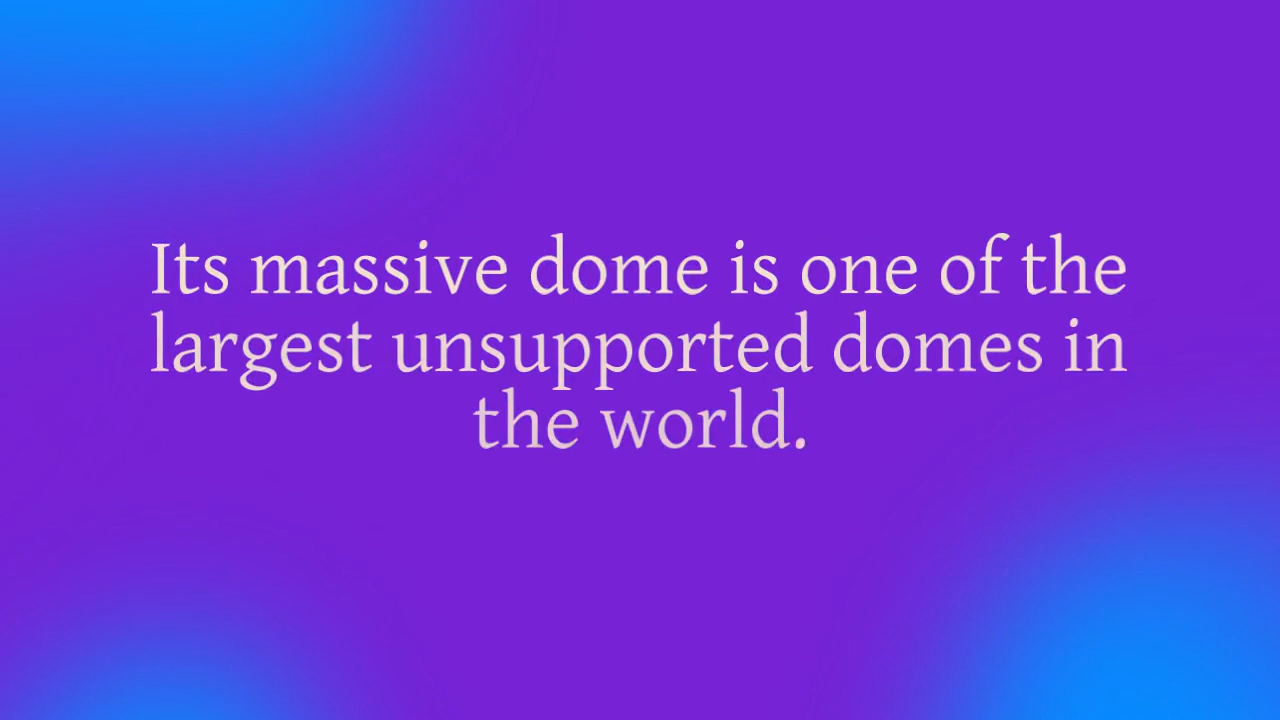 Its massive dome is one of the
largest unsupported domes in
the world.